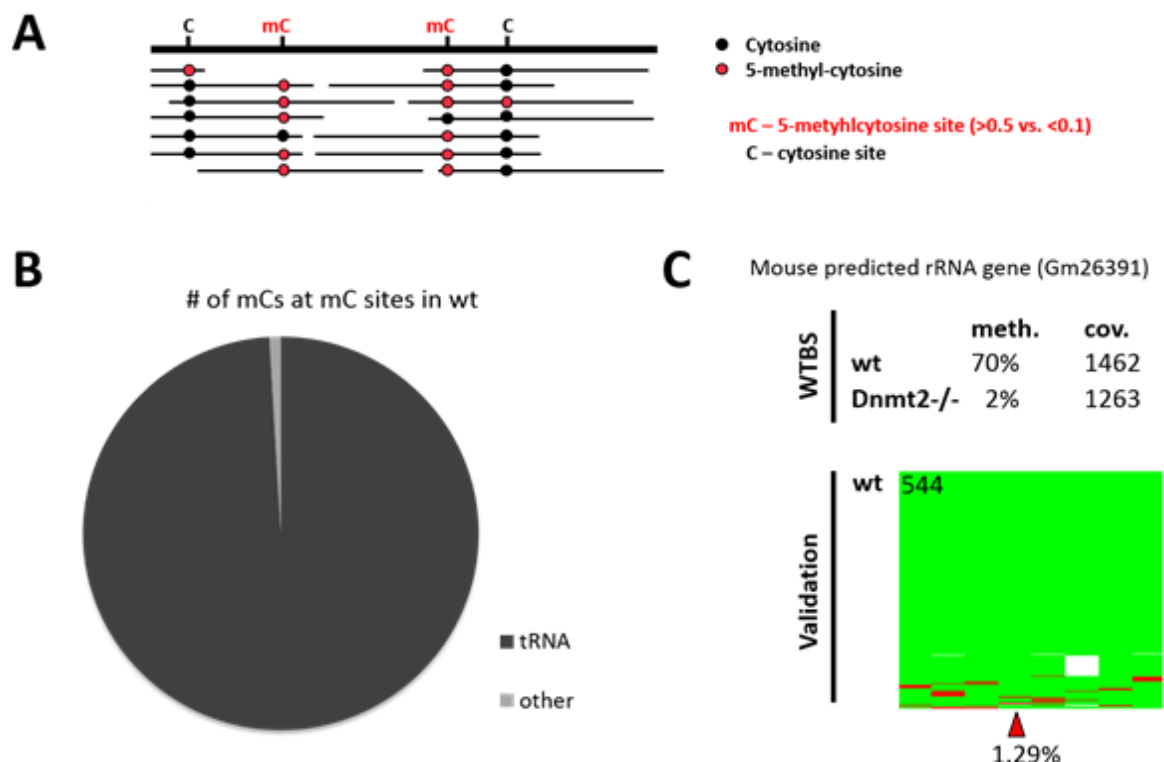 A
C mC mC C
Cytosine
5-methyl-cytosine
mC – 5-metyhlcytosine site (>0.5 vs. <0.1)
C – cytosine site
B
# of mCs at mC sites in wt
tRNA
other
C
Mouse predicted rRNA gene (Gm26391)
WTBS
meth. cov.
wt 70% 1462
Dnmt2-/- 2% 1263
Validation
wt 544
1.29%